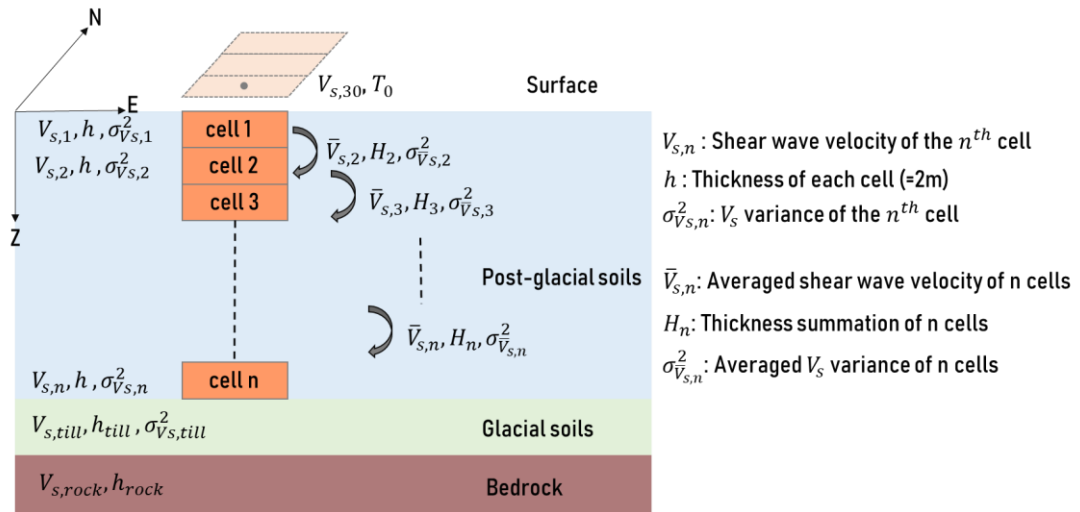 N
V_{s,30}, T_0
Surface
E
V_{s,1}, h , σ²_{Vs,1}
cell 1
V_{s,n} : Shear wave velocity of the n^{th} cell
V_{s,2}, h , σ²_{Vs,2}
cell 2
V̄_{s,2}, H_2, σ²_{V̄s,2}
h : Thickness of each cell (=2m)
cell 3
V̄_{s,3}, H_3, σ²_{V̄s,3}
σ²_{Vs,n}: V_s variance of the n^{th} cell
Z
Post-glacial soils
V̄_{s,n}: Averaged shear wave velocity of n cells
V̄_{s,n}, H_n, σ²_{V̄s,n}
H_n: Thickness summation of n cells
V_{s,n}, h , σ²_{Vs,n}
cell n
σ²_{V̄s,n}: Averaged V_s variance of n cells
V_{s,till}, h_{till} , σ²_{Vs,till}
Glacial soils
V_{s,rock}, h_{rock}
Bedrock